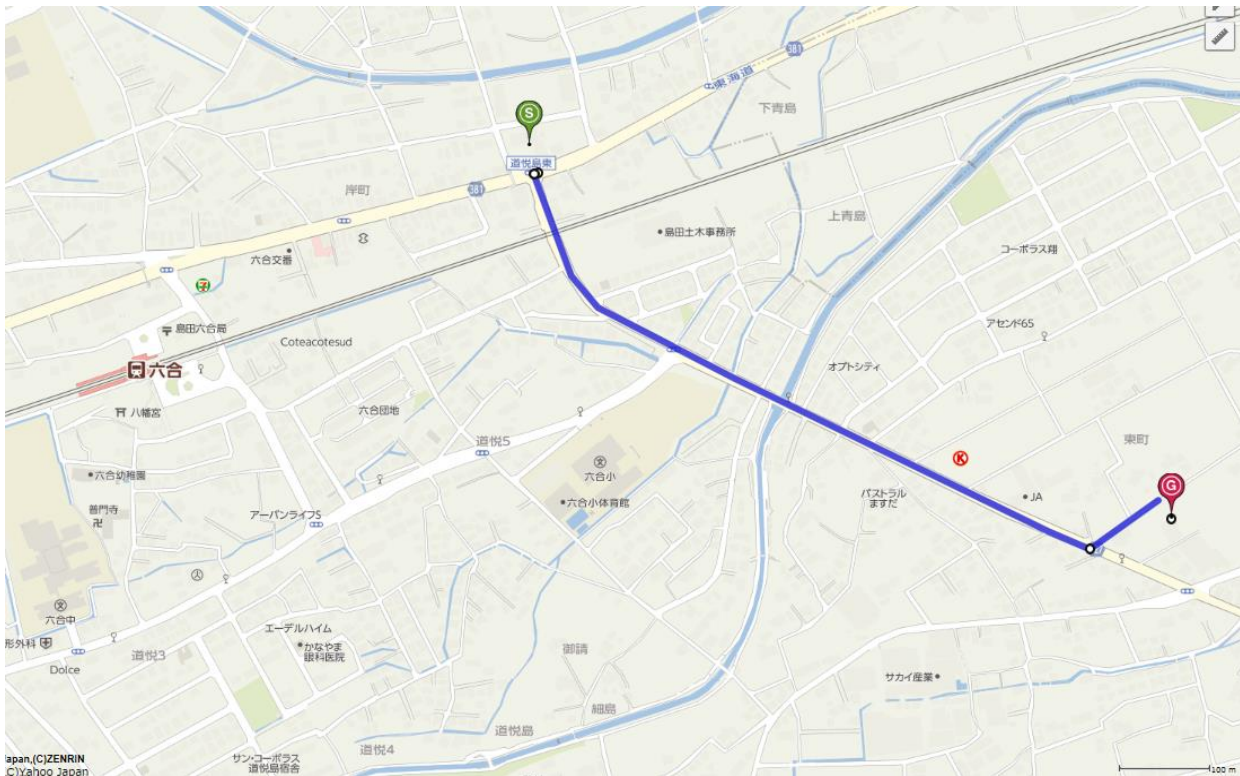 381
東海道
下青島
S
道悦島東
岸町
381
島田土木事務所
上青島
六合交番
コーポラス翔
7
島田六合局
アセンド65
Coteacotesud
六合
オプトシティ
八幡宮
六合団地
道悦5
東町
六合幼稚園
六合小
K
G
パストラル
ますだ
JA
六合小体育館
普門寺
アーバンライフS
六合中
エーデルハイム
形外科
かなやま
眼科医院
道悦3
御請
Dolce
サカイ産業
細島
道悦島
道悦4
サン・コーポラス
道悦島宿舎
Japan,(C)ZENRIN
(C)Yahoo Japan
100 m